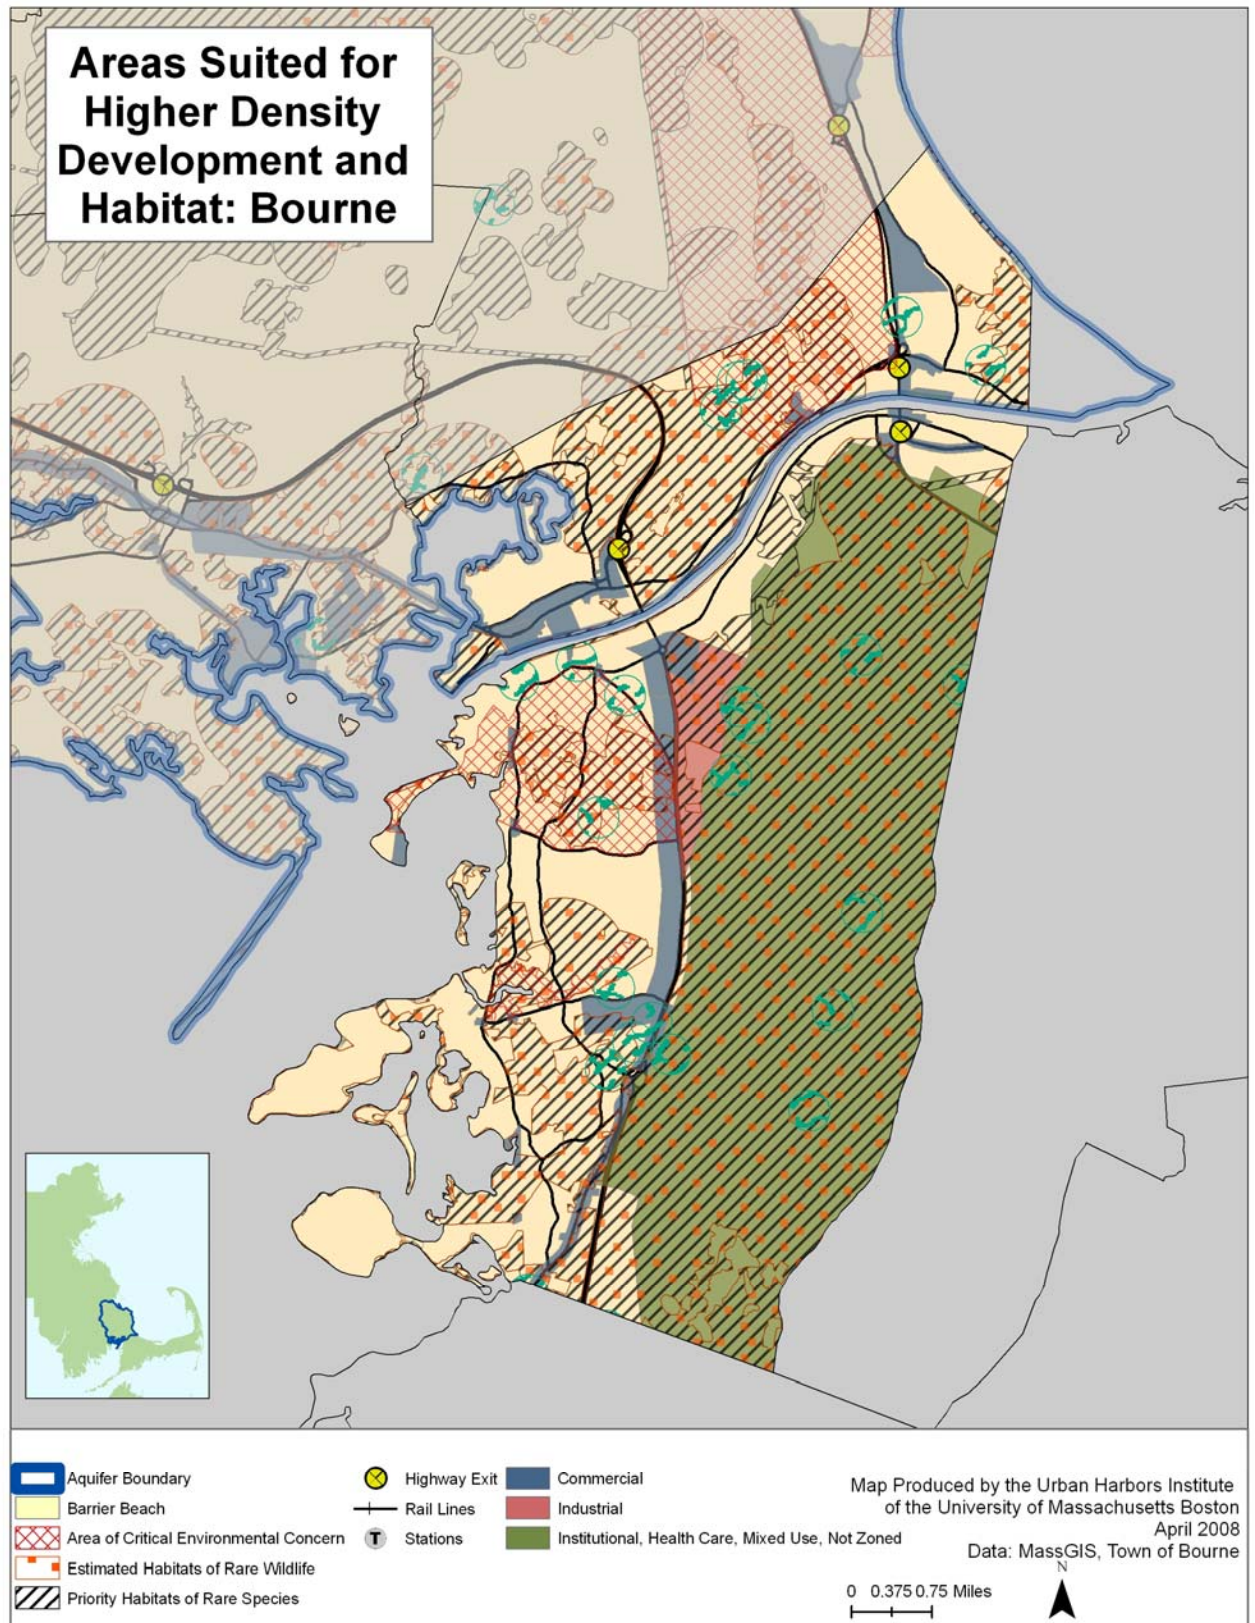 Areas Suited for
Higher Density
Development and
Habitat: Bourne
Aquifer Boundary
Barrier Beach
Area of Critical Environmental Concern
Estimated Habitats of Rare Wildlife
Priority Habitats of Rare Species
Highway Exit
Rail Lines
T
Stations
Commercial
Industrial
Institutional, Health Care, Mixed Use, Not Zoned
Map Produced by the Urban Harbors Institute
of the University of Massachusetts Boston
April 2008
Data: MassGIS, Town of Bourne
N
0 0.375 0.75 Miles